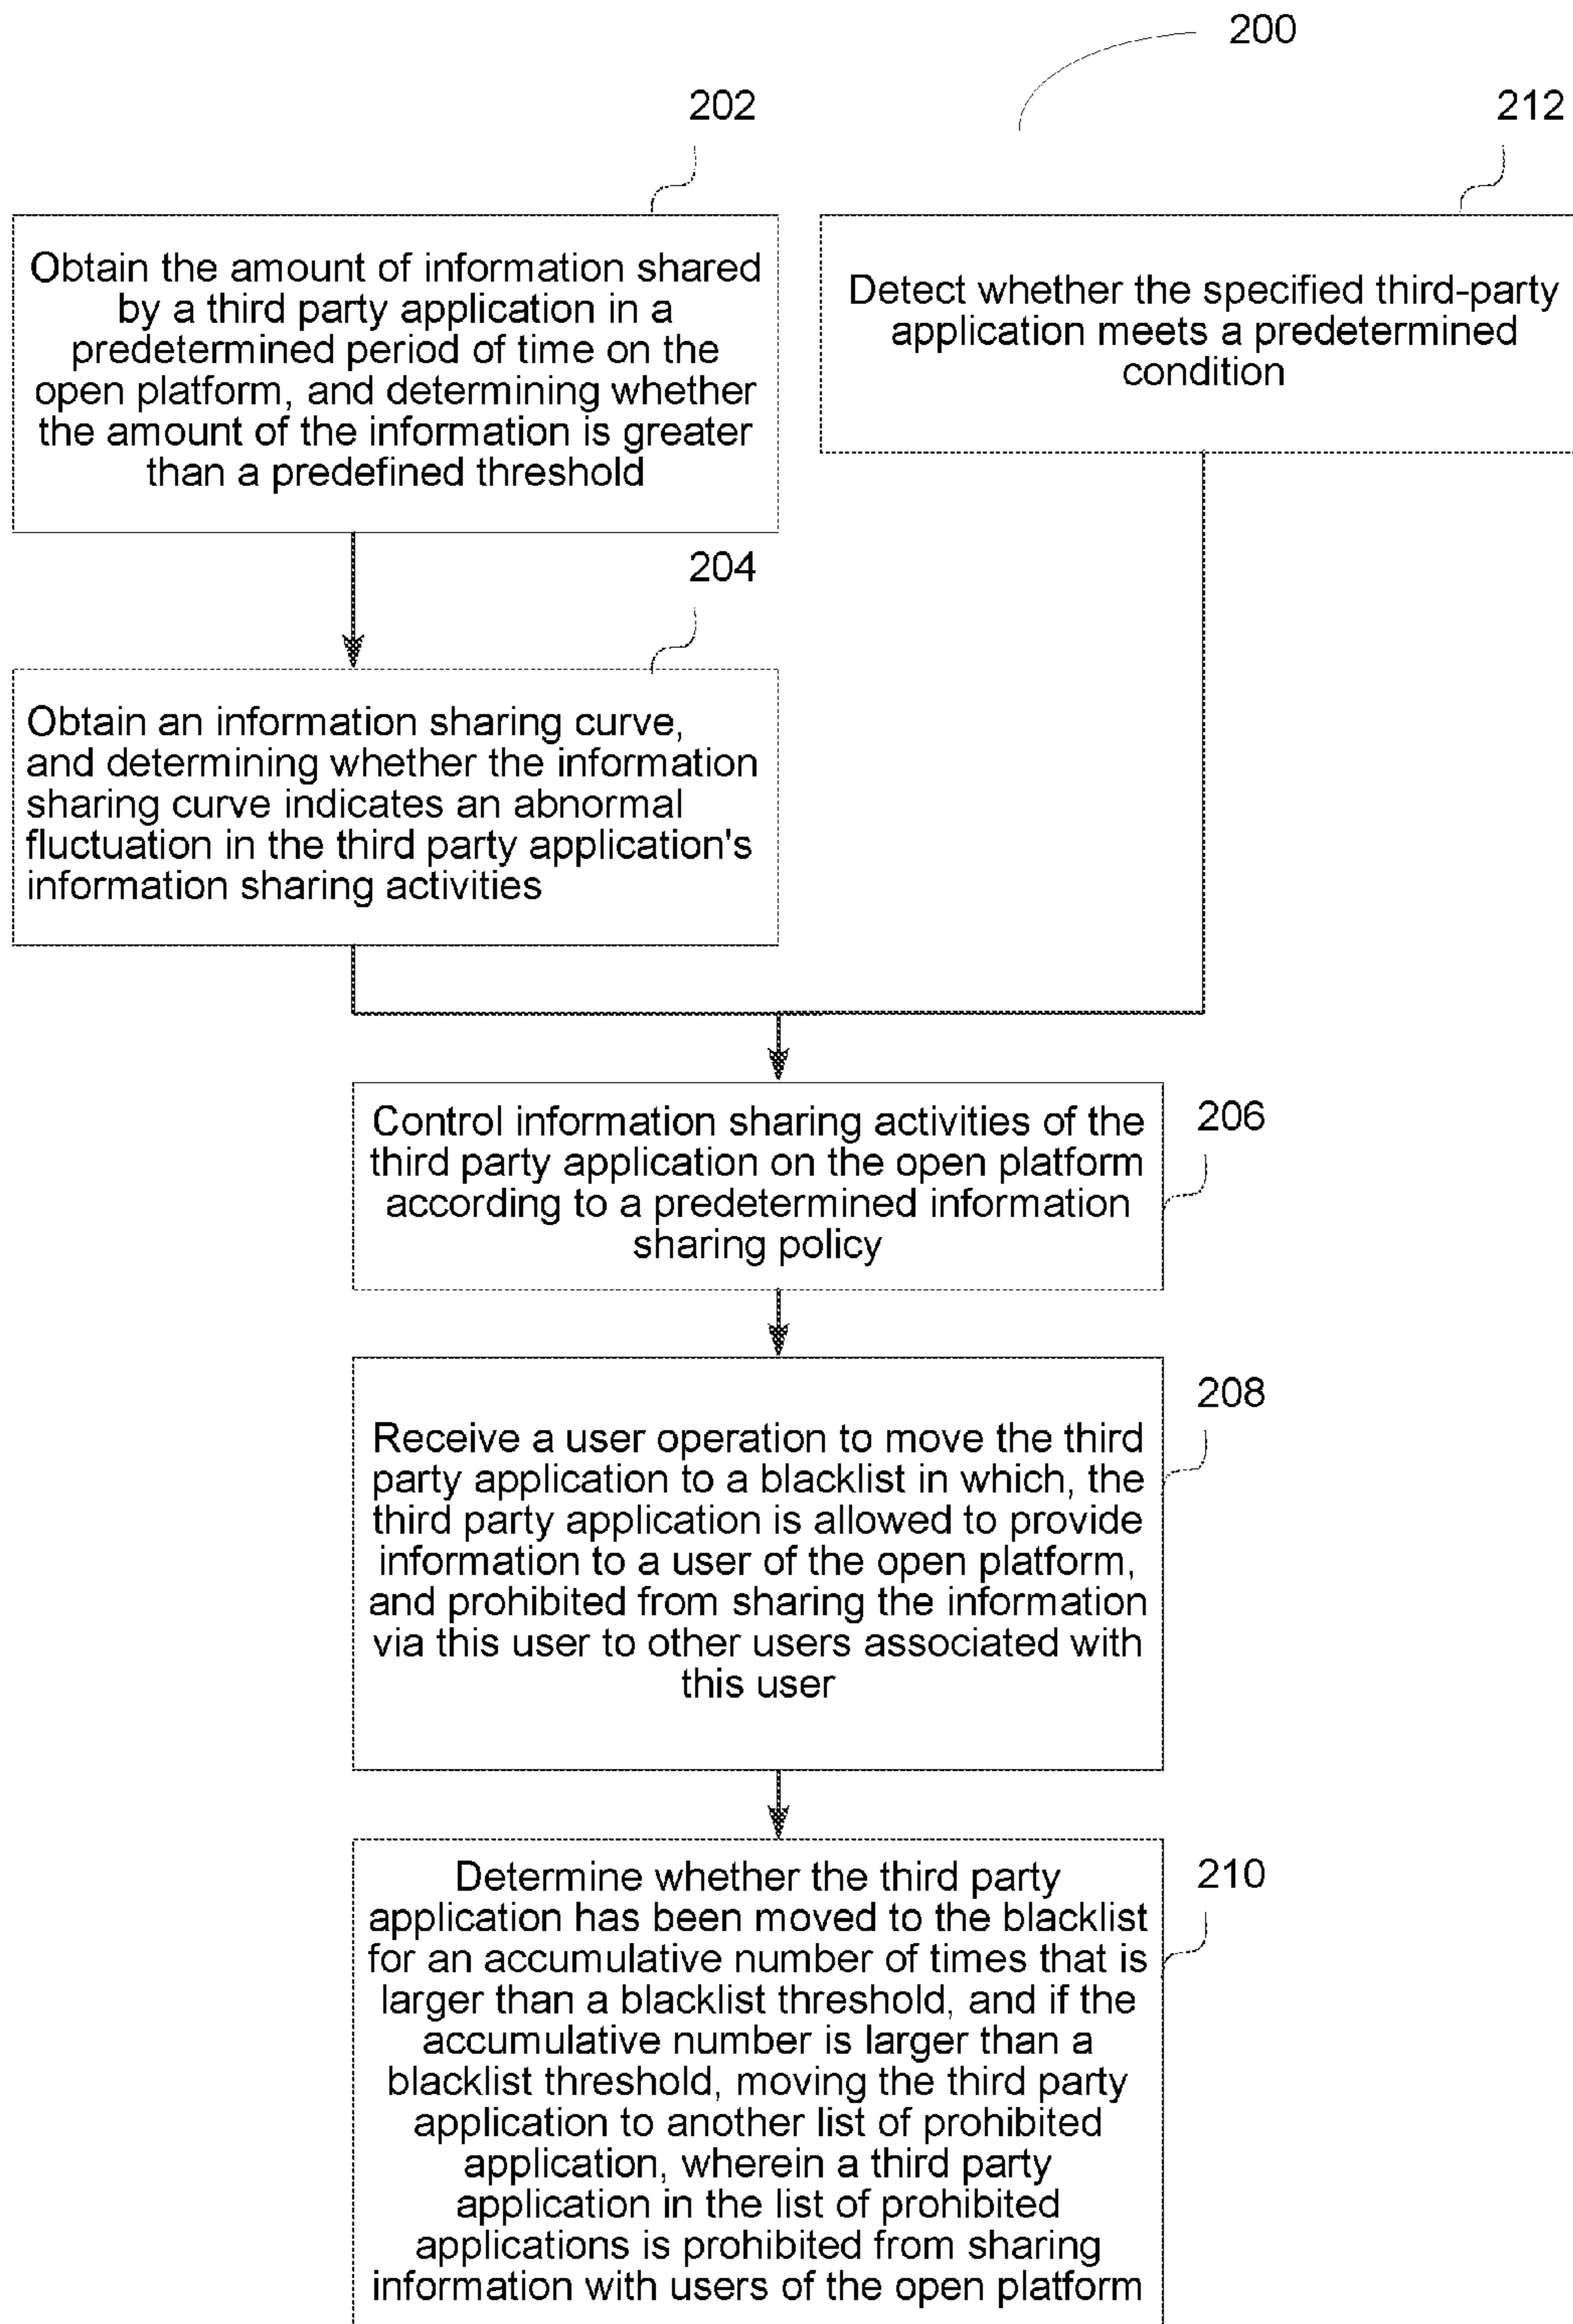 200
202
212
Obtain the amount of information shared
by a third party application in a
predetermined period of time on the
open platform, and determining whether
the amount of the information is greater
than a predefined threshold
Detect whether the specified third-party
application meets a predetermined
condition
204
Obtain an information sharing curve,
and determining whether the information
sharing curve indicates an abnormal
fluctuation in the third party application's
information sharing activities
Control information sharing activities of the
third party application on the open platform
according to a predetermined information
sharing policy
206
Receive a user operation to move the third
party application to a blacklist in which, the
third party application is allowed to provide
information to a user of the open platform,
and prohibited from sharing the information
via this user to other users associated with
this user
208
Determine whether the third party
application has been moved to the blacklist
for an accumulative number of times that is
larger than a blacklist threshold, and if the
accumulative number is larger than a
blacklist threshold, moving the third party
application to another list of prohibited
application, wherein a third party
application in the list of prohibited
applications is prohibited from sharing
information with users of the open platform
210